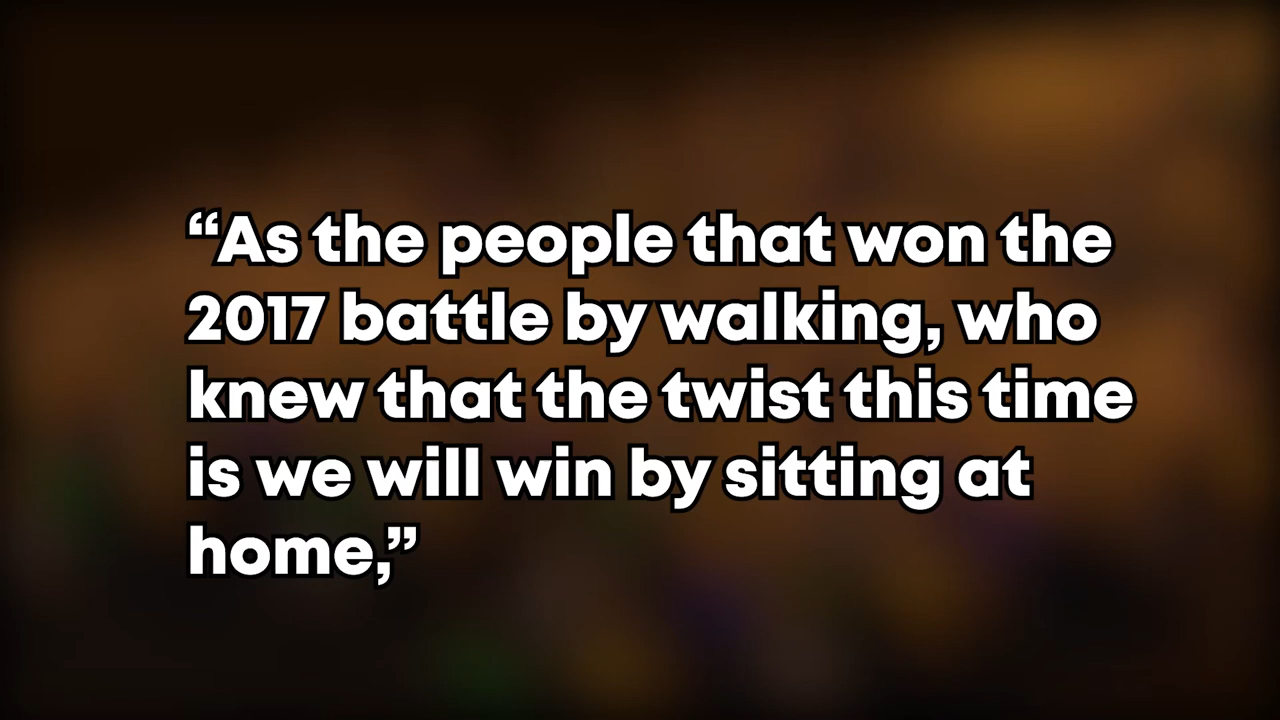 “As the people that won the
2017 battle by walking, who
knew that the twist this time
is we will win by sitting at
home,”